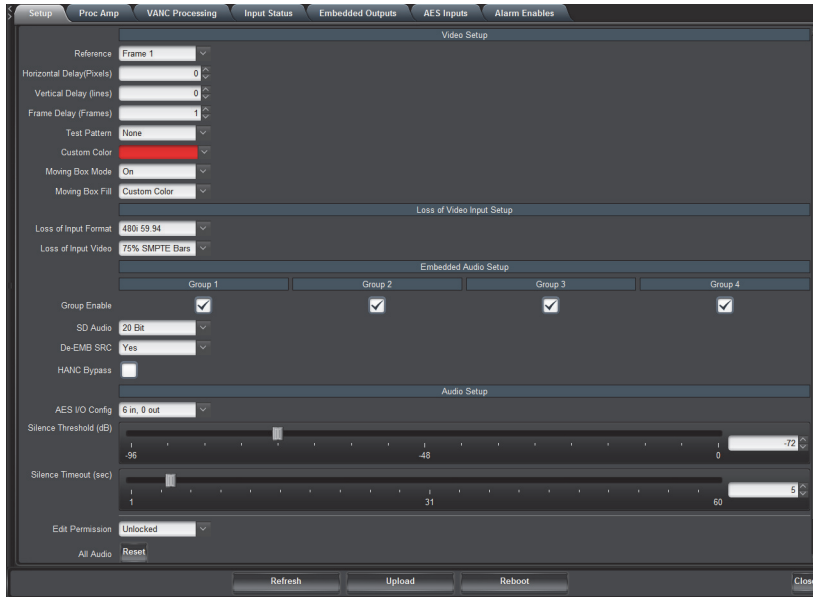 Setup Proc Amp VANC Processing Input Status Embedded Outputs AES Inputs Alarm Enables
Video Setup
Reference Frame 1
Horizontal Delay(Pixels) 0
Vertical Delay (lines) 0
Frame Delay (Frames) 1
Test Pattern None
Custom Color
Moving Box Mode On
Moving Box Fill Custom Color
Loss of Video Input Setup
Loss of Input Format 480i 59.94
Loss of Input Video 75% SMPTE Bars
Embedded Audio Setup
Group 1 Group 2 Group 3 Group 4
Group Enable
SD Audio 20 Bit
De-EMB SRC Yes
HANC Bypass
Audio Setup
AES I/O Config 6 in, 0 out
Silence Threshold (dB) -72
-96 -48 0
Silence Timeout (sec) 5
1 31 60
Edit Permission Unlocked
All Audio Reset
Refresh Upload Reboot Close